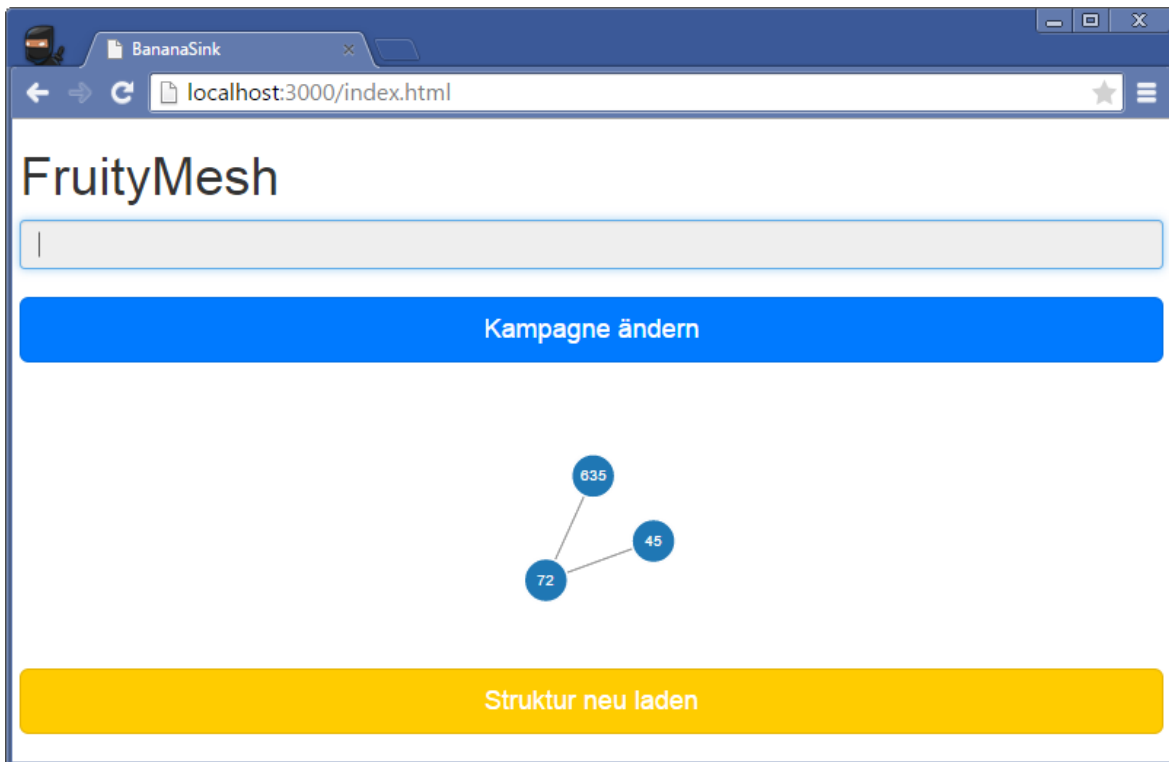 BananaSink
localhost:3000/index.html
FruityMesh
Kampagne ändern
635
45
72
Struktur neu laden